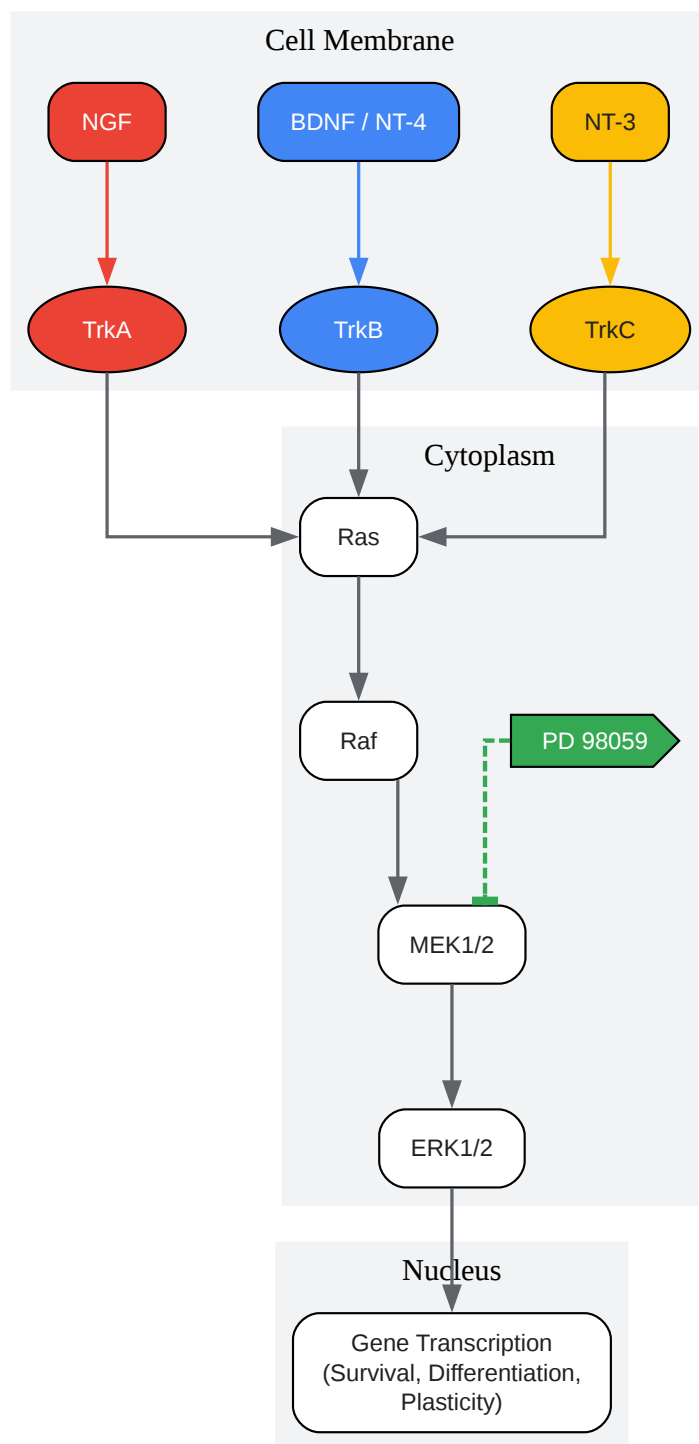 Cell Membrane
NGF
BDNF / NT-4
NT-3
TrkA
TrkB
TrkC
Cytoplasm
Ras
Raf
PD 98059
MEK1/2
ERK1/2
Nucleus
Gene Transcription
(Survival, Differentiation,
Plasticity)